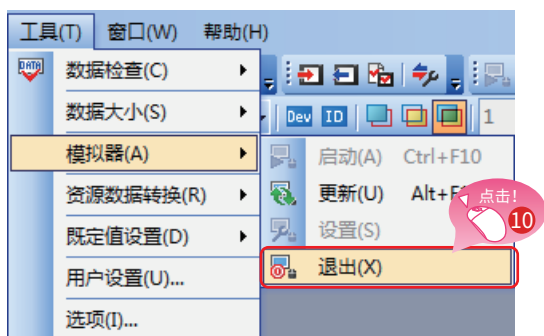 工具(T) 窗口(W) 帮助(H)
DATA 数据检查(C)
数据大小(S)
Dev ID 1
模拟器(A)
启动(A) Ctrl+F10
资源数据转换(R)
更新(U)
点击!
10
既定值设置(D)
设置(S)
用户设置(U)...
退出(X)
选项(I)...